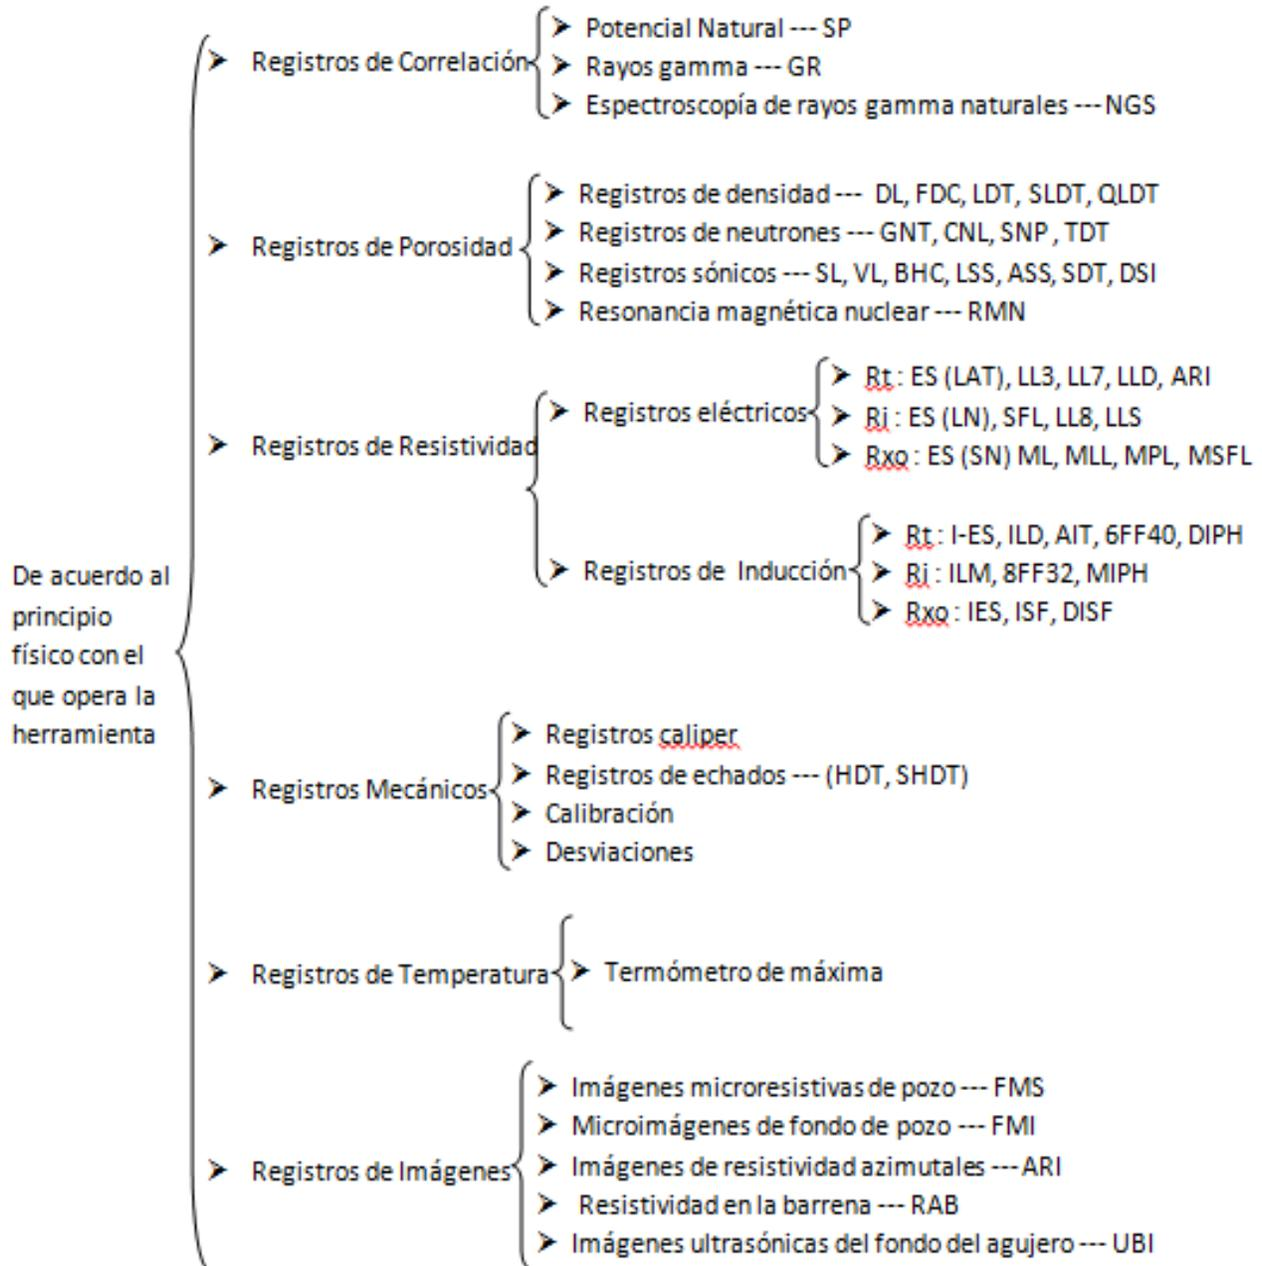 De acuerdo al
principio
físico con el
que opera la
herramienta
Registros de Correlación
Potencial Natural --- SP
Rayos gamma --- GR
Espectroscopía de rayos gamma naturales --- NGS
Registros de Porosidad
Registros de densidad --- DL, FDC, LDT, SLDT, QLDT
Registros de neutrones --- GNT, CNL, SNP , TDT
Registros sónicos --- SL, VL, BHC, LSS, ASS, SDT, DSI
Resonancia magnética nuclear --- RMN
Registros de Resistividad
Registros eléctricos
Rt : ES (LAT), LL3, LL7, LLD, ARI
Ri : ES (LN), SFL, LL8, LLS
Rxo : ES (SN) ML, MLL, MPL, MSFL
Registros de Inducción
Rt : I-ES, ILD, AIT, 6FF40, DIPH
Ri : ILM, 8FF32, MIPH
Rxo : IES, ISF, DISF
Registros Mecánicos
Registros caliper
Registros de echados --- (HDT, SHDT)
Calibración
Desviaciones
Registros de Temperatura
Termómetro de máxima
Registros de Imágenes
Imágenes microresistivas de pozo --- FMS
Microimágenes de fondo de pozo --- FMI
Imágenes de resistividad azimutales --- ARI
Resistividad en la barrena --- RAB
Imágenes ultrasónicas del fondo del agujero --- UBI